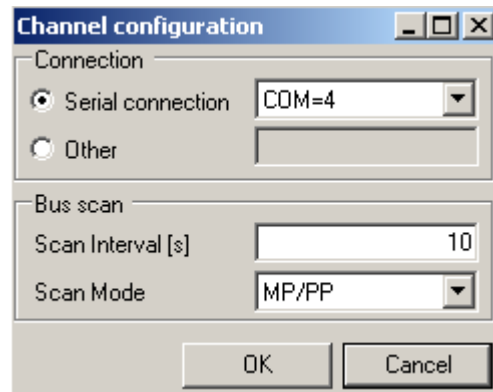 Channel configuration
Connection
Serial connection COM=4
Other
Bus scan
Scan Interval [s] 10
Scan Mode MP/PP
OK Cancel